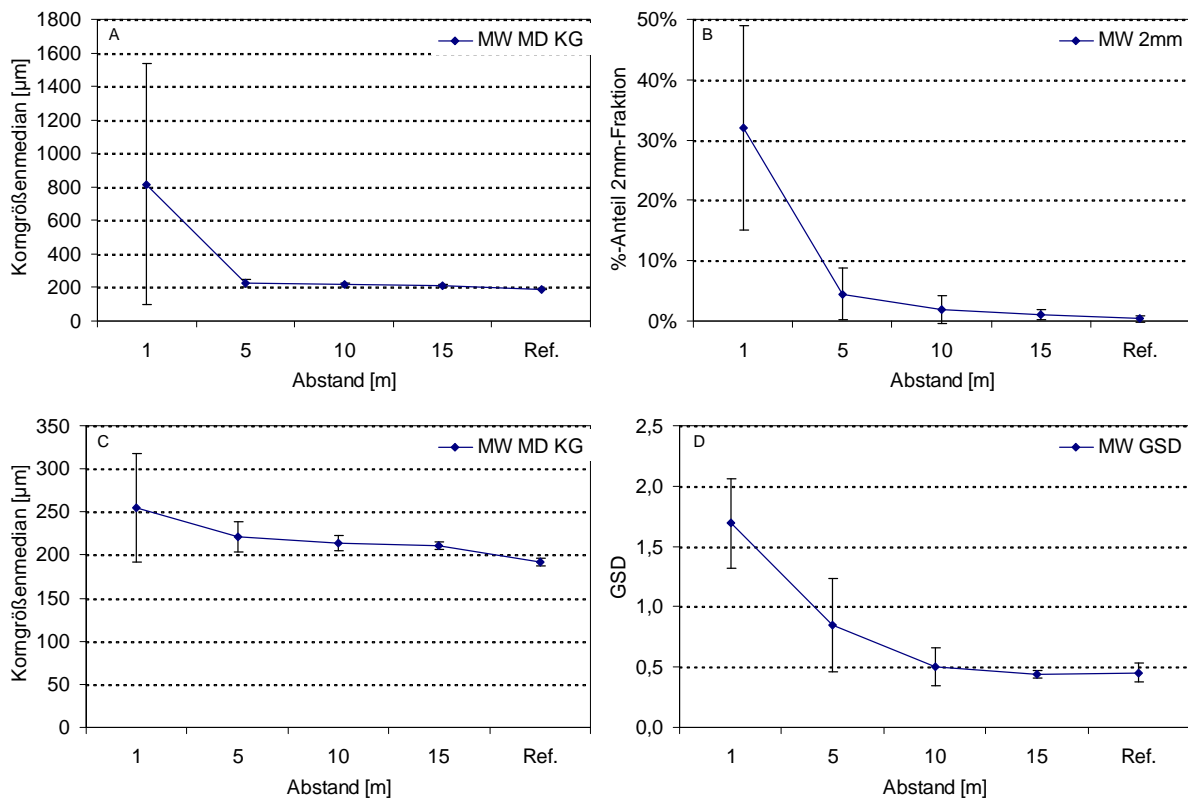 A
MW MD KG
Korngrößenmedian [µm]
1800
1600
1400
1200
1000
800
600
400
200
0
1 5 10 15 Ref.
Abstand [m]
B
MW 2mm
%-Anteil 2mm-Fraktion
50%
40%
30%
20%
10%
0%
1 5 10 15 Ref.
Abstand [m]
C
MW MD KG
Korngrößenmedian [µm]
350
300
250
200
150
100
50
0
1 5 10 15 Ref.
Abstand [m]
D
MW GSD
GSD
2,5
2,0
1,5
1,0
0,5
0,0
1 5 10 15 Ref.
Abstand [m]